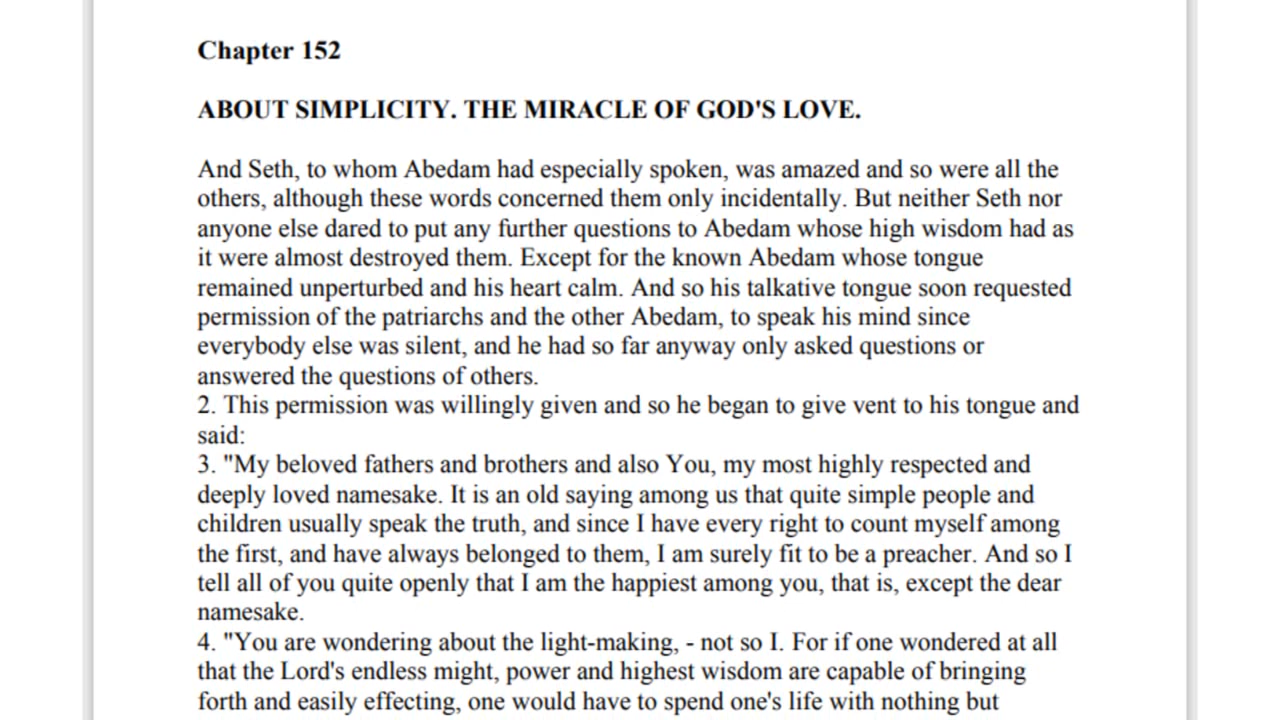 Chapter 152
ABOUT SIMPLICITY. THE MIRACLE OF GOD'S LOVE.
And Seth, to whom Abedam had especially spoken, was amazed and so were all the
others, although these words concerned them only incidentally. But neither Seth nor
anyone else dared to put any further questions to Abedam whose high wisdom had as
it were almost destroyed them. Except for the known Abedam whose tongue
remained unperturbed and his heart calm. And so his talkative tongue soon requested
permission of the patriarchs and the other Abedam, to speak his mind since
everybody else was silent, and he had so far anyway only asked questions or
answered the questions of others.
2. This permission was willingly given and so he began to give vent to his tongue and
said:
3. "My beloved fathers and brothers and also You, my most highly respected and
deeply loved namesake. It is an old saying among us that quite simple people and
children usually speak the truth, and since I have every right to count myself among
the first, and have always belonged to them, I am surely fit to be a preacher. And so I
tell all of you quite openly that I am the happiest among you, that is, except the dear
namesake.
4. "You are wondering about the light-making, - not so I. For if one wondered at all
that the Lord's endless might, power and highest wisdom are capable of bringing
forth and easily effecting, one would have to spend one's life with nothing but